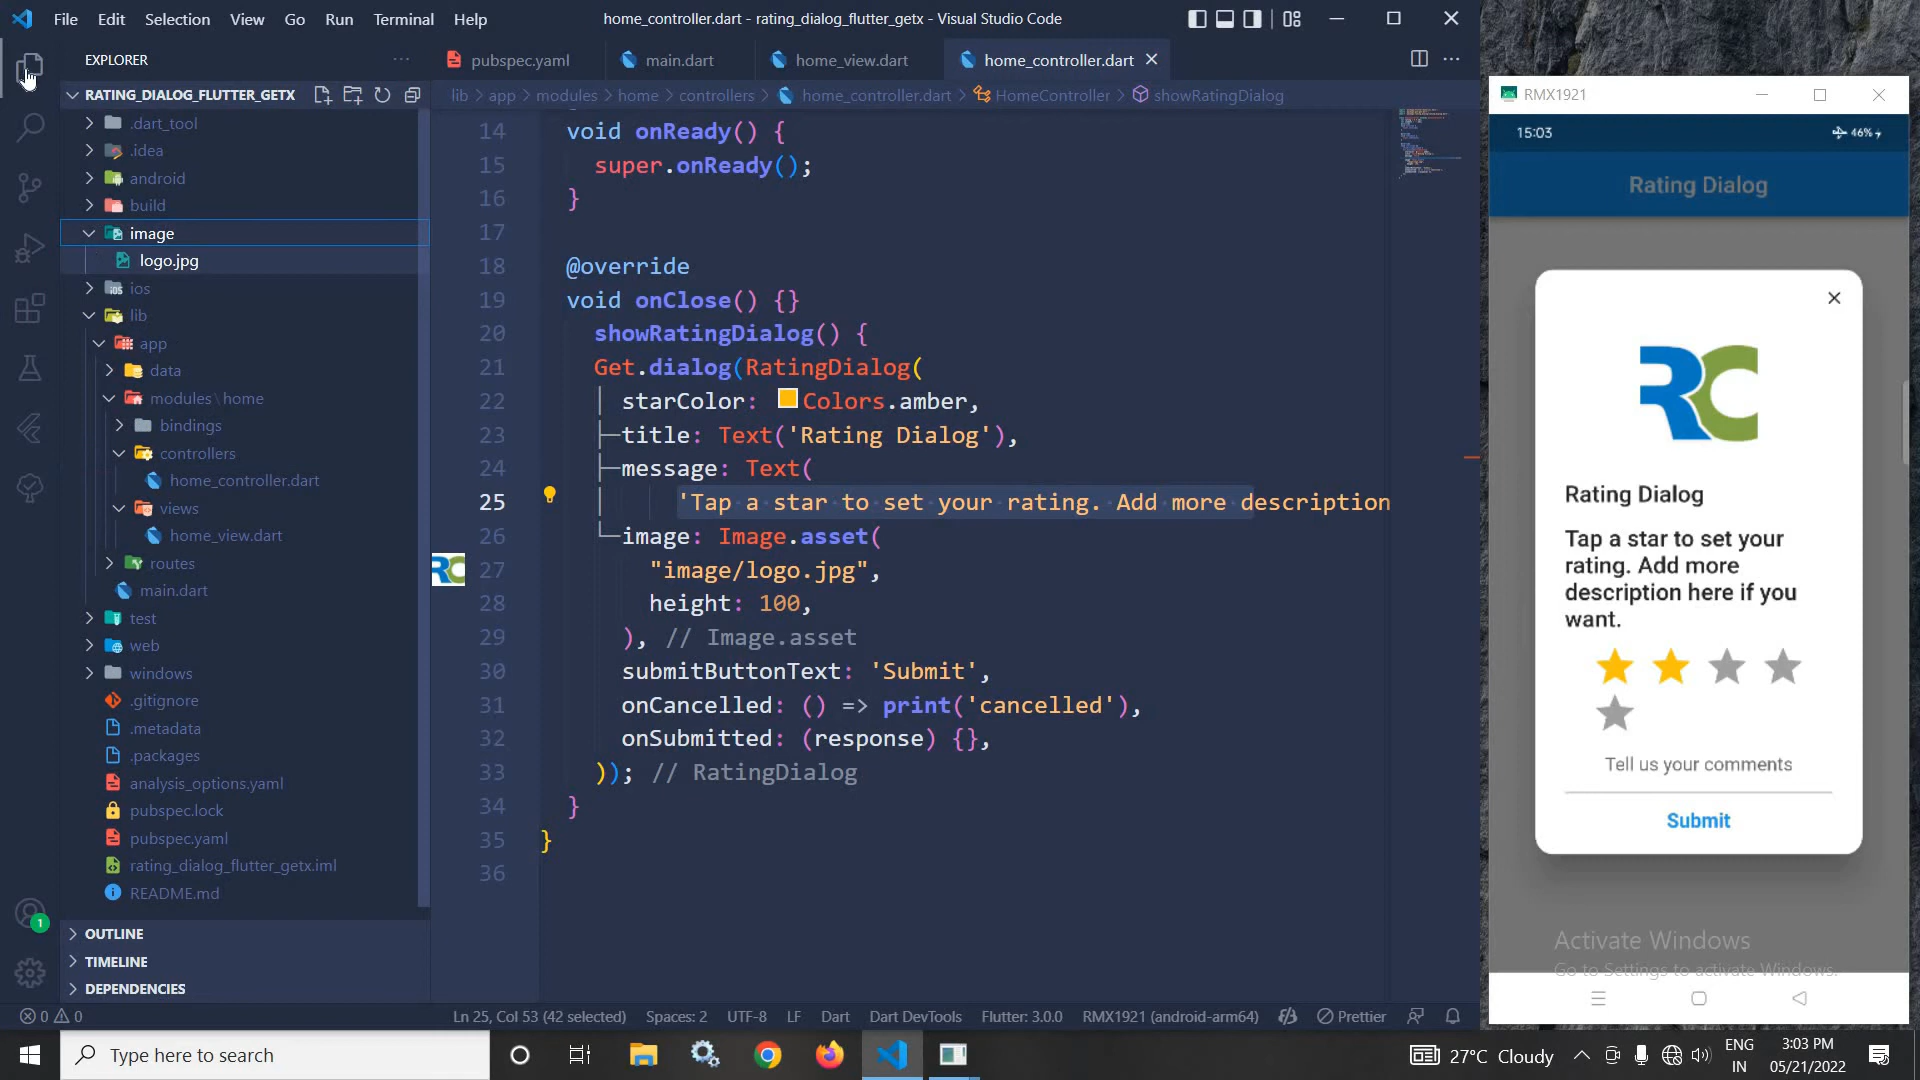 File Edit Selection View Go Run Terminal Help
home_controller.dart - rating_dialog_flutter_getx - Visual Studio Code
EXPLORER
RATING_DIALOG_FLUTTER_GETX
.dart_tool
.idea
android
build
image
logo.jpg
ios
lib
app
data
modules\home
bindings
controllers
home_controller.dart
views
home_view.dart
routes
main.dart
test
web
windows
.gitignore
.metadata
.packages
analysis_options.yaml
pubspec.lock
pubspec.yaml
rating_dialog_flutter_getx.iml
README.md
OUTLINE
TIMELINE
DEPENDENCIES
1
pubspec.yaml main.dart home_view.dart home_controller.dart
lib > app > modules > home > controllers > home_controller.dart > HomeController > showRatingDialog
14 void onReady() {
15 super.onReady();
16 }
17
18 @override
19 void onClose() {}
20 showRatingDialog() {
21 Get.dialog(RatingDialog(
22 starColor: Colors.amber,
23 title: Text('Rating Dialog'),
24 message: Text(
25 'Tap a star to set your rating. Add more description
26 image: Image.asset(
27 "image/logo.jpg",
28 height: 100,
29 ), // Image.asset
30 submitButtonText: 'Submit',
31 onCancelled: () => print('cancelled'),
32 onSubmitted: (response) {},
33 )); // RatingDialog
34 }
35 }
36
RC
0 0 Ln 25, Col 53 (42 selected) Spaces: 2 UTF-8 LF Dart Dart DevTools Flutter: 3.0.0 RMX1921 (android-arm64) Prettier
RMX1921
15:03 46%
Rating Dialog
RC
Rating Dialog
Tap a star to set your
rating. Add more
description here if you
want.
Tell us your comments
Submit
Activate Windows
Go to Settings to activate Windows.
Type here to search
27°C Cloudy
ENG
IN
3:03 PM
05/21/2022